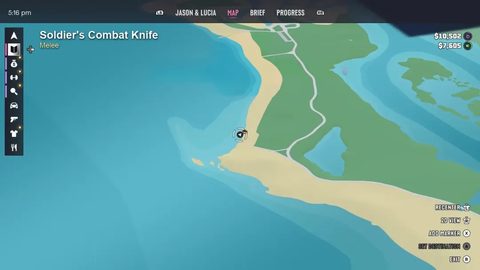 5:16 pm
JASON & LUCIA MAP BRIEF PROGRESS
Soldier's Combat Knife
Melee
$10,502
$7,605
RECENTER
2D VIEW
ADD MARKER
SET DESTINATION
EXIT